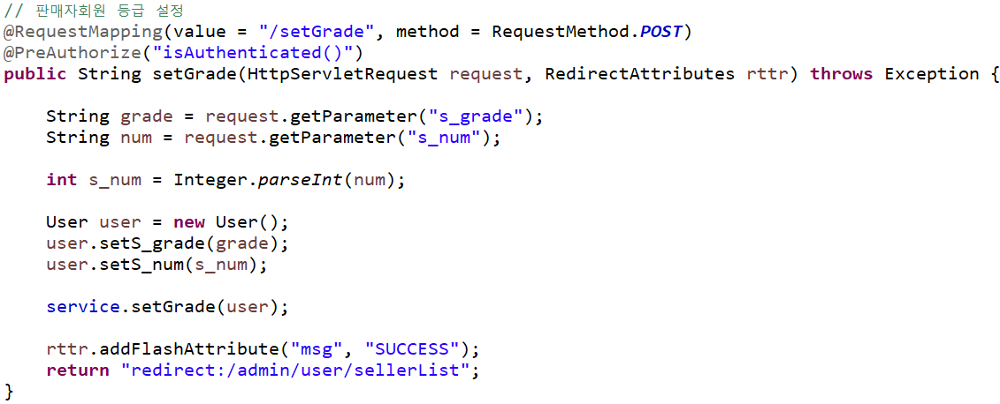 // 판매자회원 등급 설정
@RequestMapping(value = "/setGrade", method = RequestMethod.POST)
@PreAuthorize("isAuthenticated()")
public String setGrade(HttpServletRequest request, RedirectAttributes rttr) throws Exception {
String grade = request.getParameter("s_grade");
String num = request.getParameter("s_num");
int s_num = Integer.parseInt(num);
User user = new User();
user.setS_grade(grade);
user.setS_num(s_num);
service.setGrade(user);
rttr.addFlashAttribute("msg", "SUCCESS");
return "redirect:/admin/user/sellerList";
}